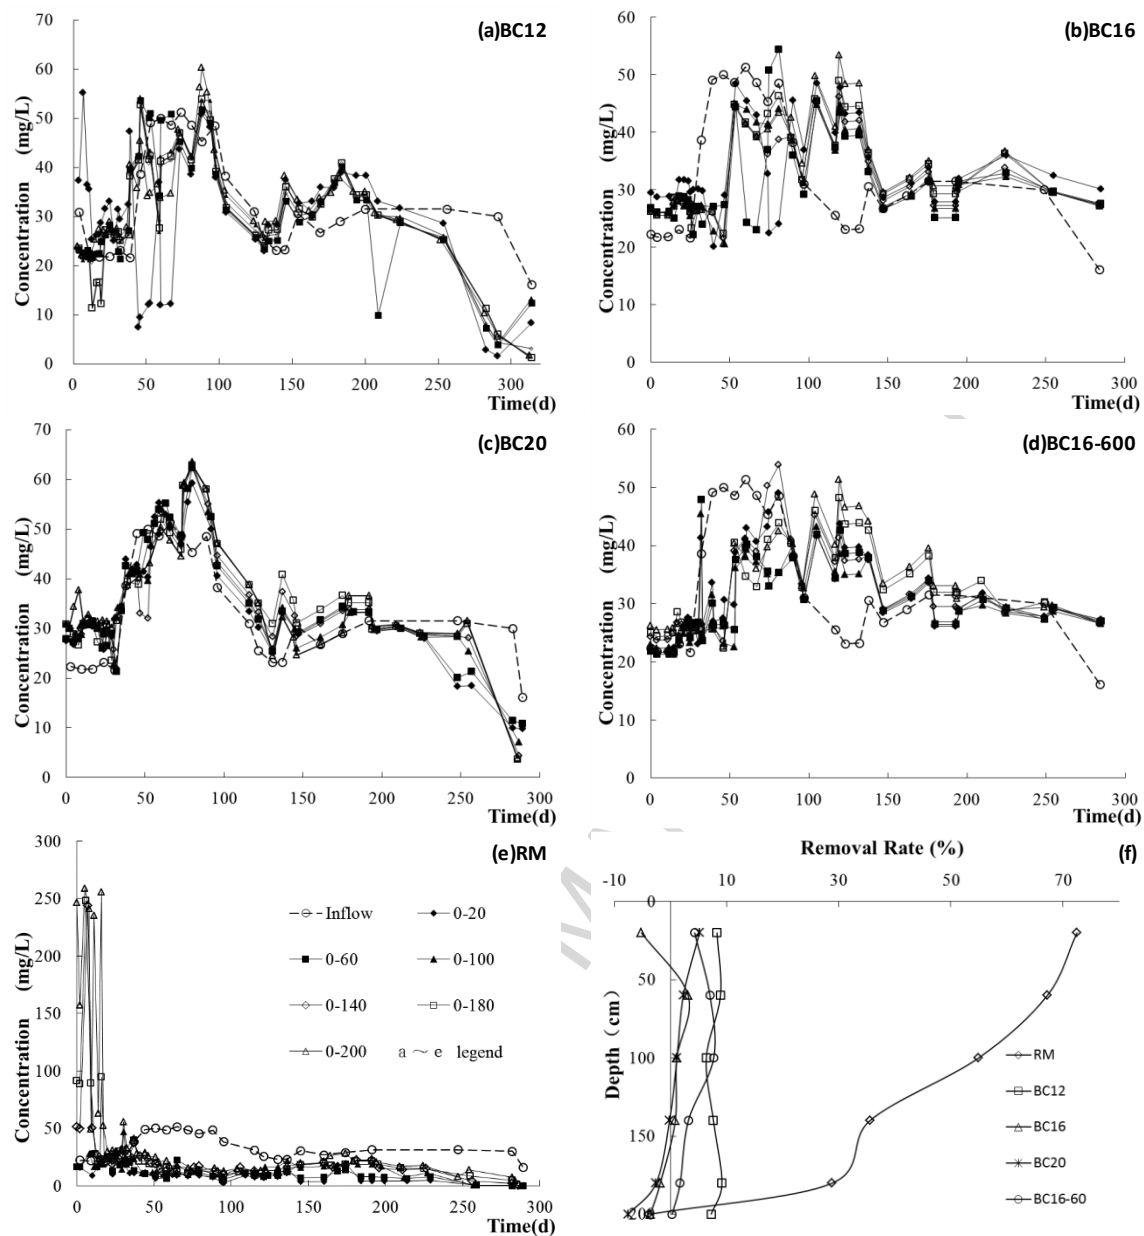 (a)BC12
Concentration (mg/L)
70
60
50
40
30
20
10
0
0 50 100 150 200 250 300
Time(d)
(b)BC16
Concentration (mg/L)
60
50
40
30
20
10
0
0 50 100 150 200 250 300
Time(d)
(c)BC20
Concentration (mg/L)
70
60
50
40
30
20
10
0
0 50 100 150 200 250 300
Time(d)
(d)BC16-600
Concentration (mg/L)
60
50
40
30
20
10
0
0 50 100 150 200 250 300
Time(d)
(e)RM
Concentration (mg/L)
300
250
200
150
100
50
0
0 50 100 150 200 250 300
Time(d)
Inflow 0-20
0-60 0-100
0-140 0-180
0-200 a ~ e legend
Removal Rate (%)
(f)
-10 10 30 50 70
Depth (cm)
0
50
100
150
200
RM
BC12
BC16
BC20
BC16-60